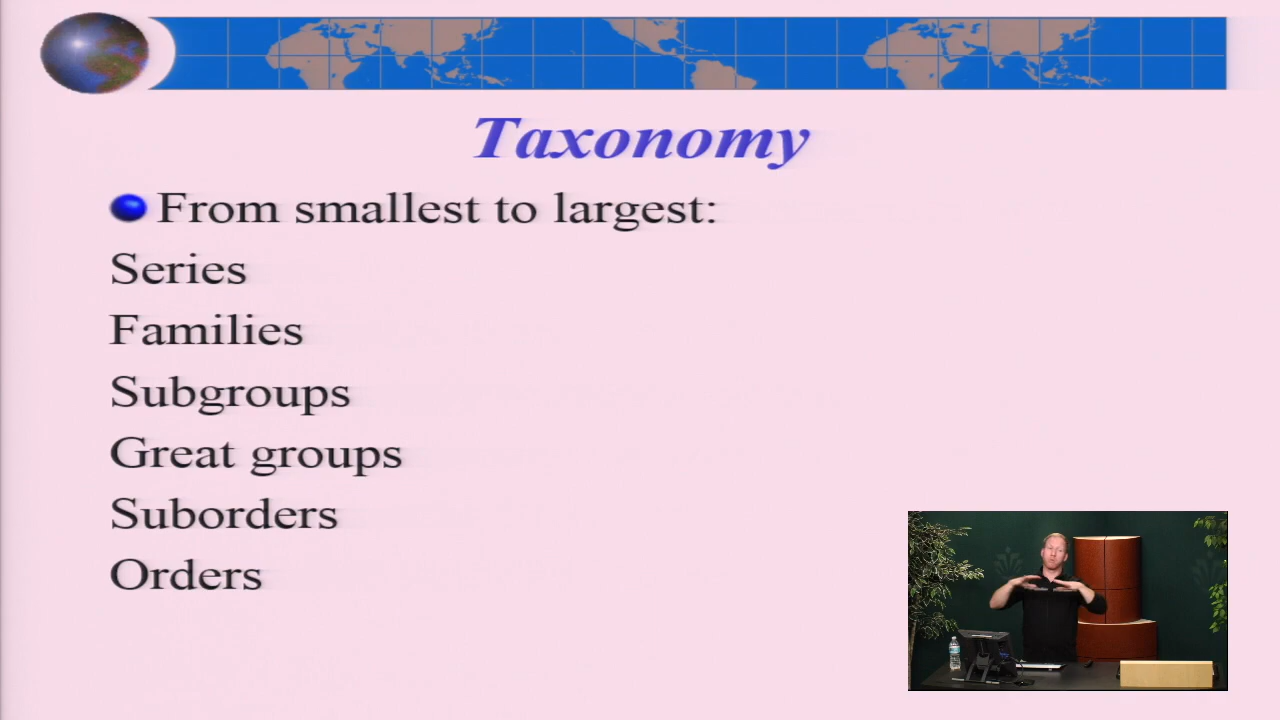 Taxonomy
From smallest to largest:
Series
Families
Subgroups
Great groups
Suborders
Orders